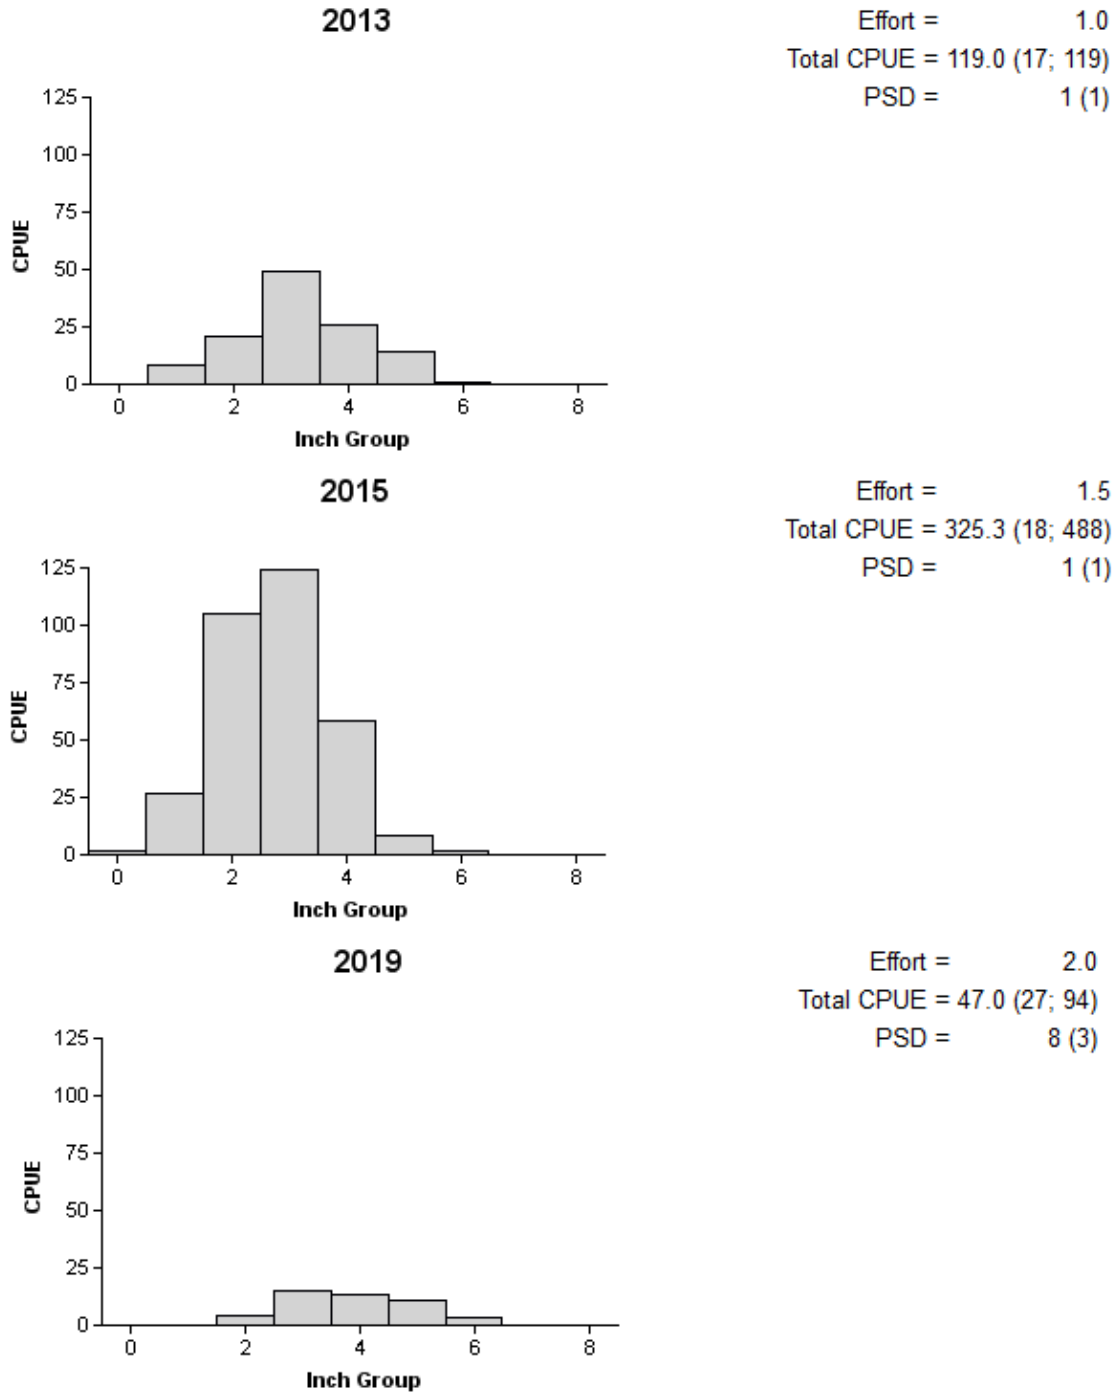 2013
Effort = 1.0
Total CPUE = 119.0 (17; 119)
PSD = 1 (1)
125
100
75
50
25
0
CPUE
0 2 4 6 8
Inch Group
2015
Effort = 1.5
Total CPUE = 325.3 (18; 488)
PSD = 1 (1)
125
100
75
50
25
0
CPUE
0 2 4 6 8
Inch Group
2019
Effort = 2.0
Total CPUE = 47.0 (27; 94)
PSD = 8 (3)
125
100
75
50
25
0
CPUE
0 2 4 6 8
Inch Group